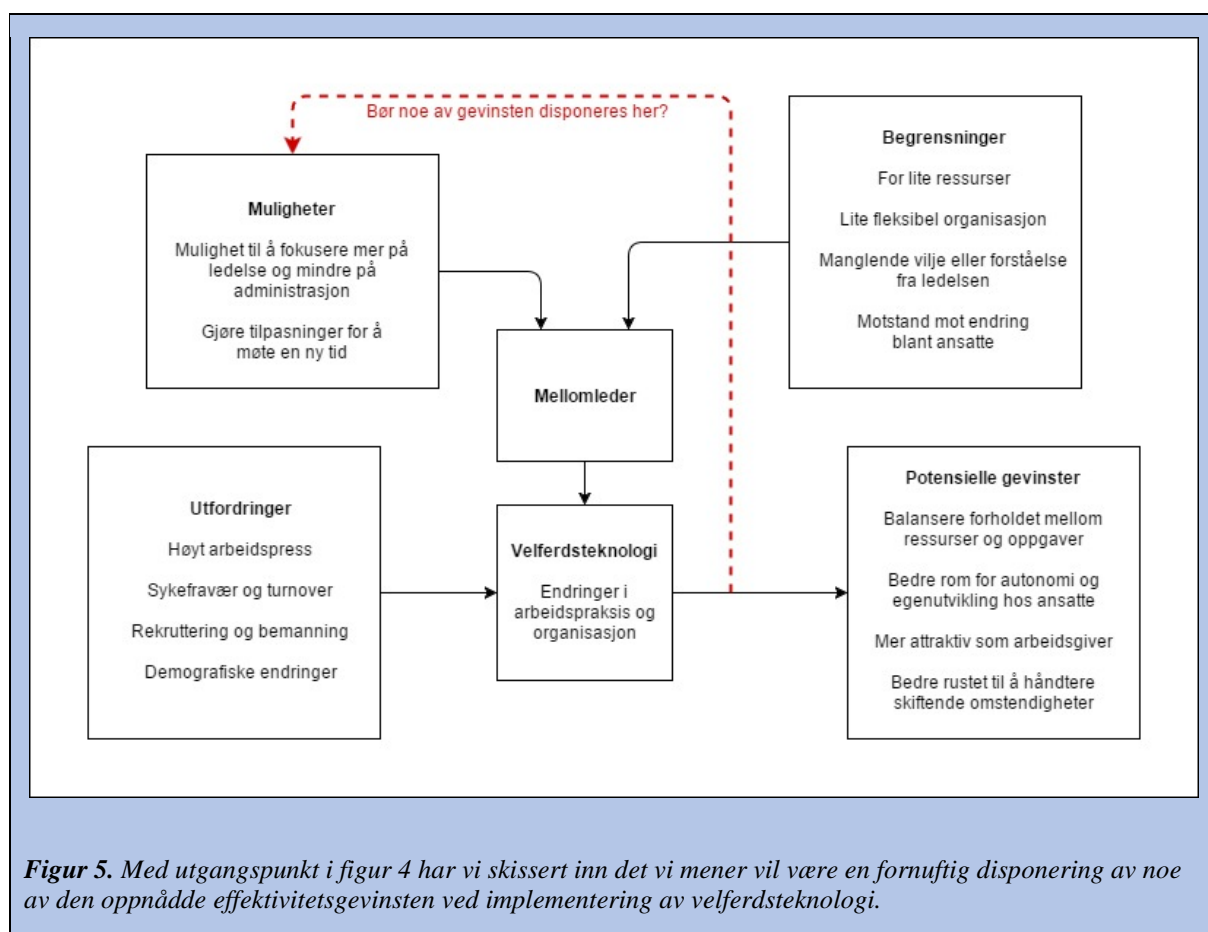 Bør noe av gevinsten disponeres her?
Muligheter
Mulighet til å fokusere mer på
ledelse og mindre på
administrasjon
Gjøre tilpasninger for å
møte en ny tid
Begrensninger
For lite ressurser
Lite fleksibel organisasjon
Manglende vilje eller forståelse
fra ledelsen
Motstand mot endring
blant ansatte
Mellomleder
Utfordringer
Høyt arbeidspress
Sykefravær og turnover
Rekruttering og bemanning
Demografiske endringer
Velferdsteknologi
Endringer i
arbeidspraksis og
organisasjon
Potensielle gevinster
Balansere forholdet mellom
ressurser og oppgaver
Bedre rom for autonomi og
egenutvikling hos ansatte
Mer attraktiv som arbeidsgiver
Bedre rustet til å håndtere
skiftende omstendigheter
Figur 5. Med utgangspunkt i figur 4 har vi skissert inn det vi mener vil være en fornuftig disponering av noe
av den oppnådde effektivitetsgevinsten ved implementering av velferdsteknologi.